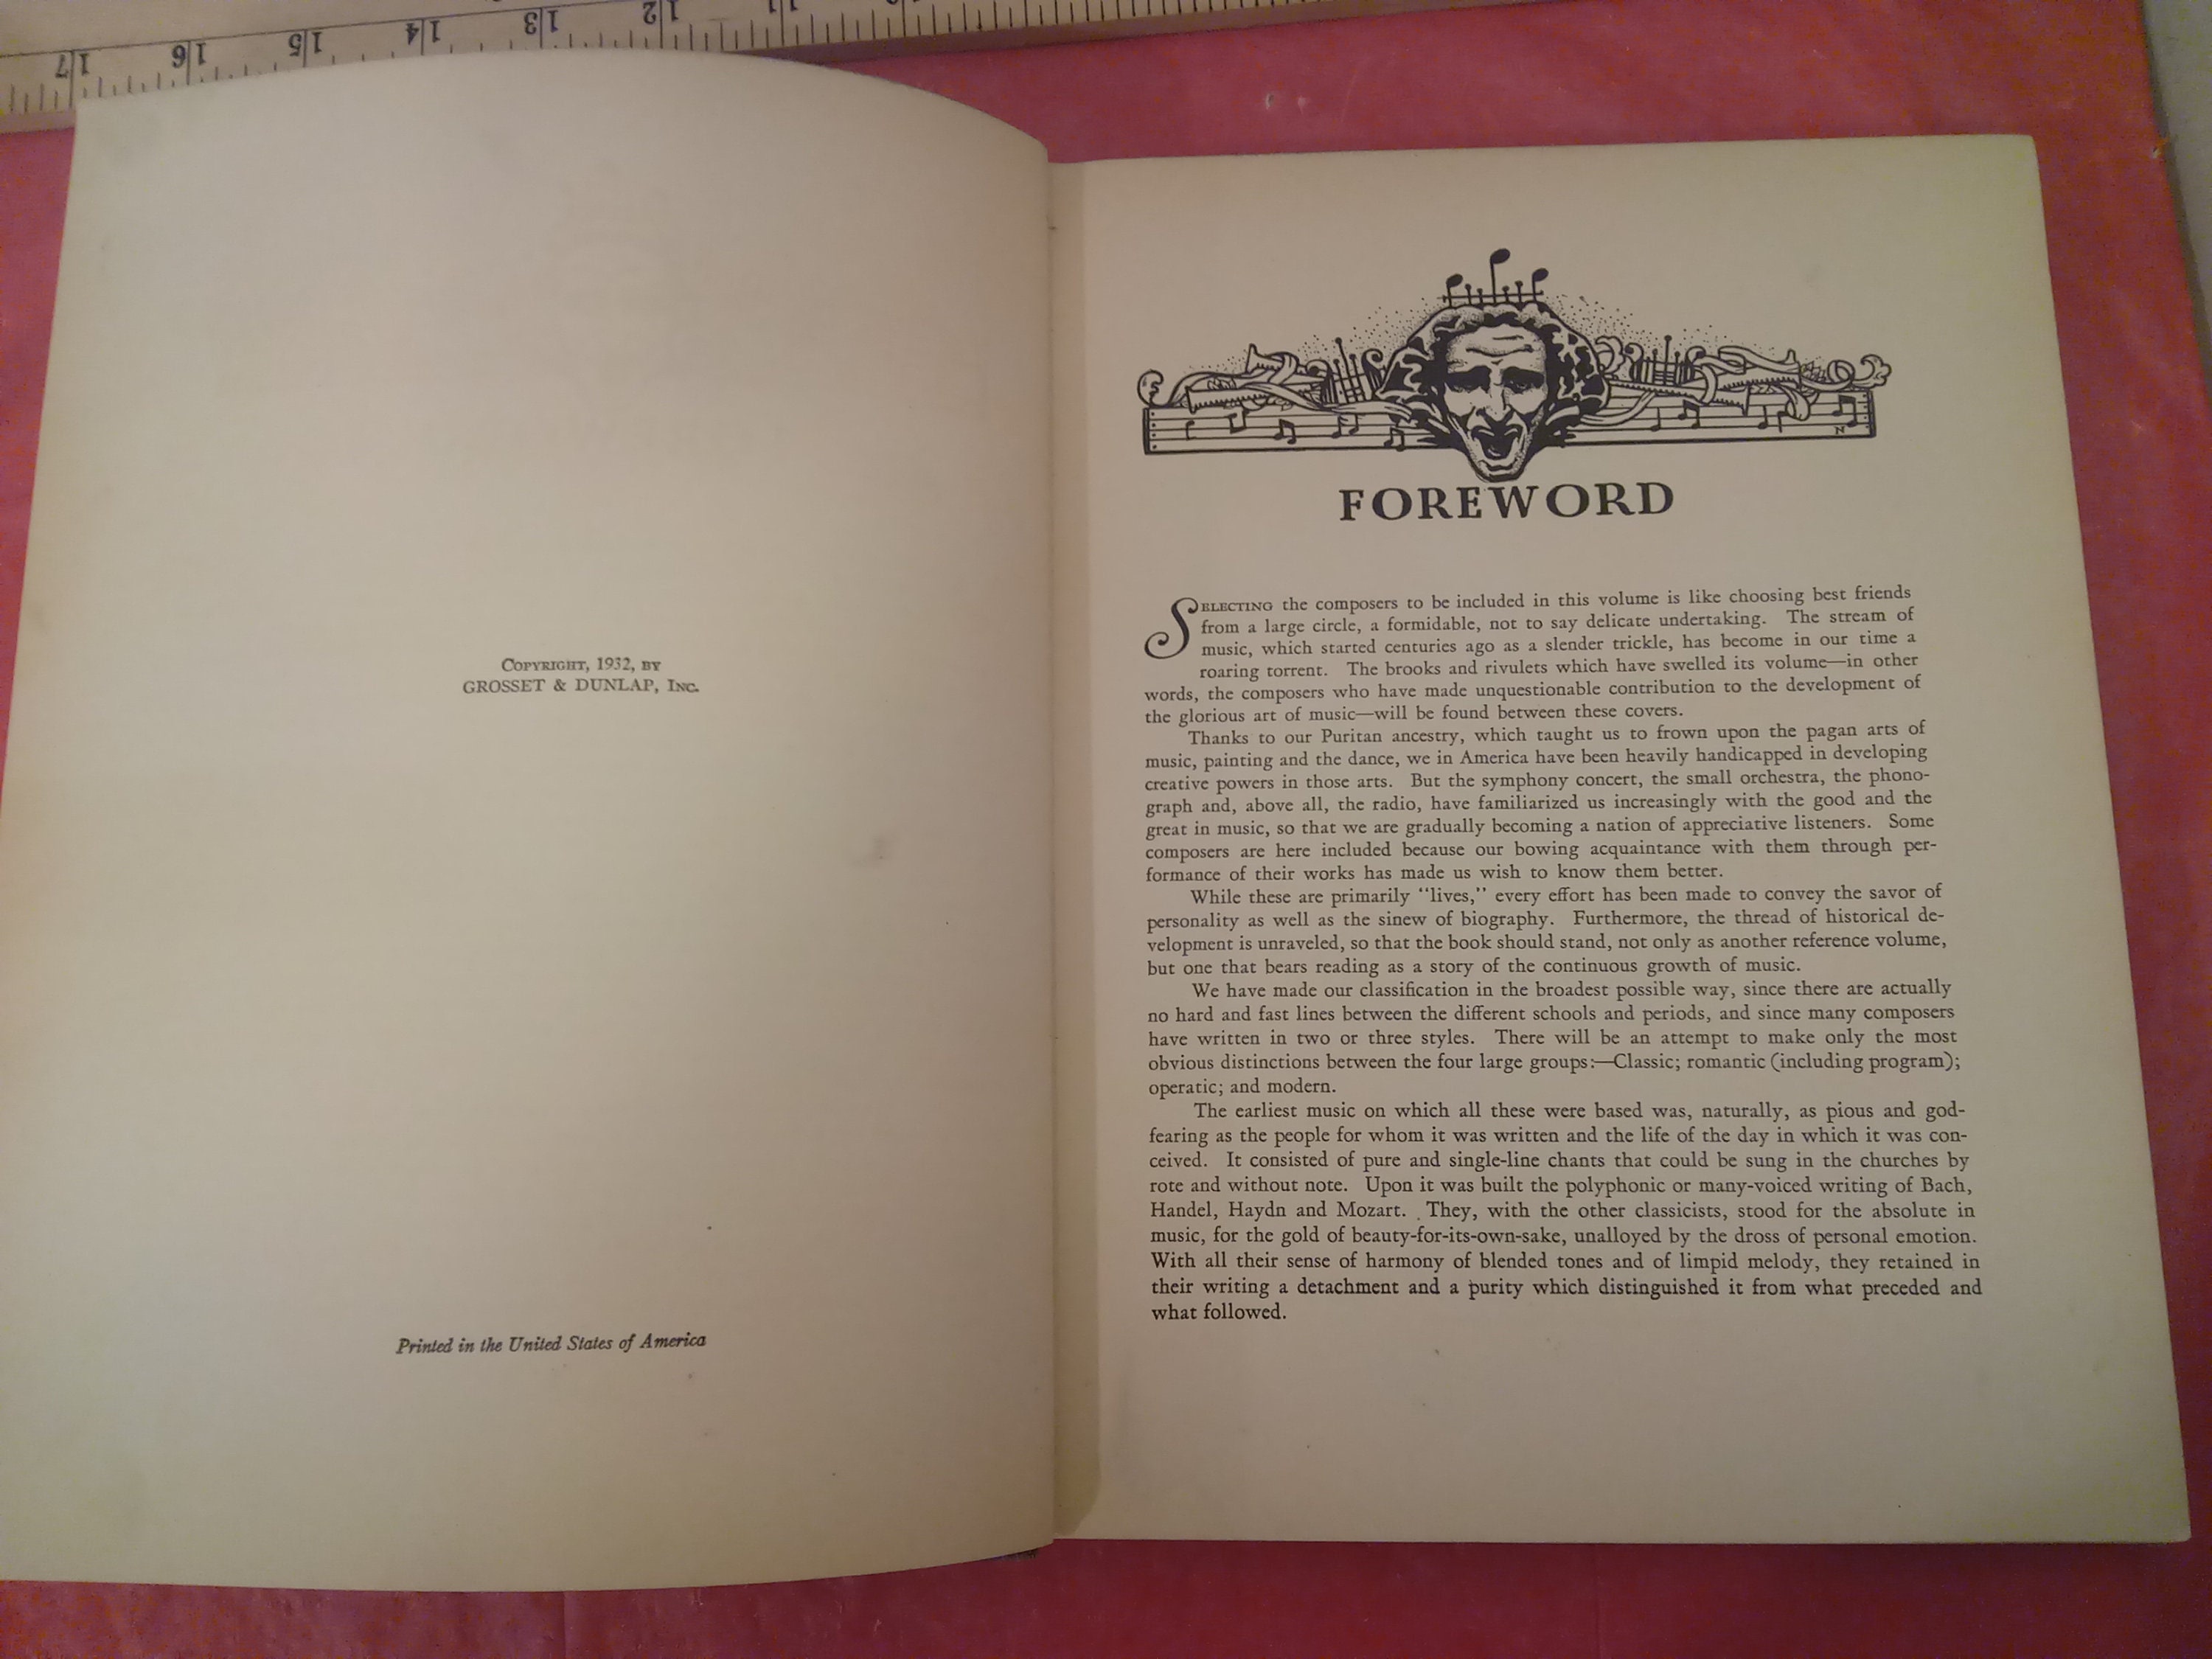 17 16 15 14 13 12 11
COPYRIGHT, 1932, BY
GROSSET & DUNLAP, INC.
Printed in the United States of America
N
FOREWORD
SELECTING the composers to be included in this volume is like choosing best friends
from a large circle, a formidable, not to say delicate undertaking. The stream of
music, which started centuries ago as a slender trickle, has become in our time a
roaring torrent. The brooks and rivulets which have swelled its volume—in other
words, the composers who have made unquestionable contribution to the development of
the glorious art of music—will be found between these covers.
Thanks to our Puritan ancestry, which taught us to frown upon the pagan arts of
music, painting and the dance, we in America have been heavily handicapped in developing
creative powers in those arts. But the symphony concert, the small orchestra, the phono-
graph and, above all, the radio, have familiarized us increasingly with the good and the
great in music, so that we are gradually becoming a nation of appreciative listeners. Some
composers are here included because our bowing acquaintance with them through per-
formance of their works has made us wish to know them better.
While these are primarily "lives," every effort has been made to convey the savor of
personality as well as the sinew of biography. Furthermore, the thread of historical de-
velopment is unraveled, so that the book should stand, not only as another reference volume,
but one that bears reading as a story of the continuous growth of music.
We have made our classification in the broadest possible way, since there are actually
no hard and fast lines between the different schools and periods, and since many composers
have written in two or three styles. There will be an attempt to make only the most
obvious distinctions between the four large groups:—Classic; romantic (including program);
operatic; and modern.
The earliest music on which all these were based was, naturally, as pious and god-
fearing as the people for whom it was written and the life of the day in which it was con-
ceived. It consisted of pure and single-line chants that could be sung in the churches by
rote and without note. Upon it was built the polyphonic or many-voiced writing of Bach,
Handel, Haydn and Mozart. They, with the other classicists, stood for the absolute in
music, for the gold of beauty-for-its-own-sake, unalloyed by the dross of personal emotion.
With all their sense of harmony of blended tones and of limpid melody, they retained in
their writing a detachment and a purity which distinguished it from what preceded and
what followed.